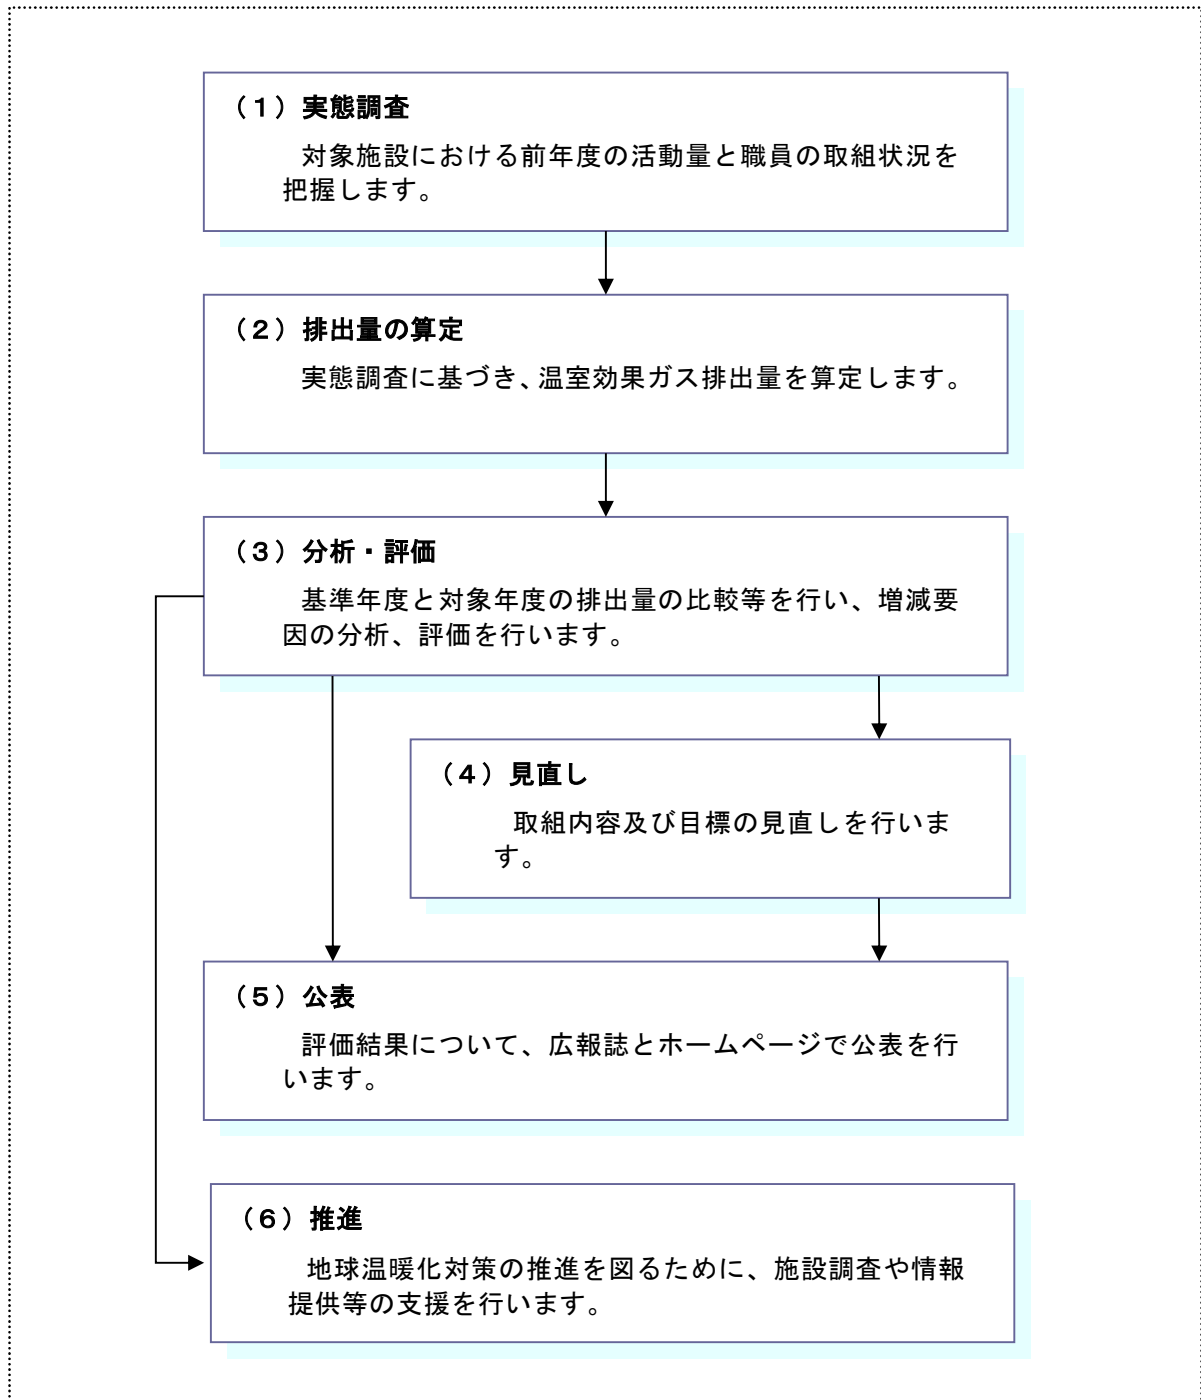 （１）実態調査
対象施設における前年度の活動量と職員の取組状況を
把握します。
（２）排出量の算定
実態調査に基づき、温室効果ガス排出量を算定します。
（３）分析・評価
基準年度と対象年度の排出量の比較等を行い、増減要
因の分析、評価を行います。
（４）見直し
取組内容及び目標の見直しを行いま
す。
（５）公表
評価結果について、広報誌とホームページで公表を行
います。
（６）推進
地球温暖化対策の推進を図るために、施設調査や情報
提供等の支援を行います。